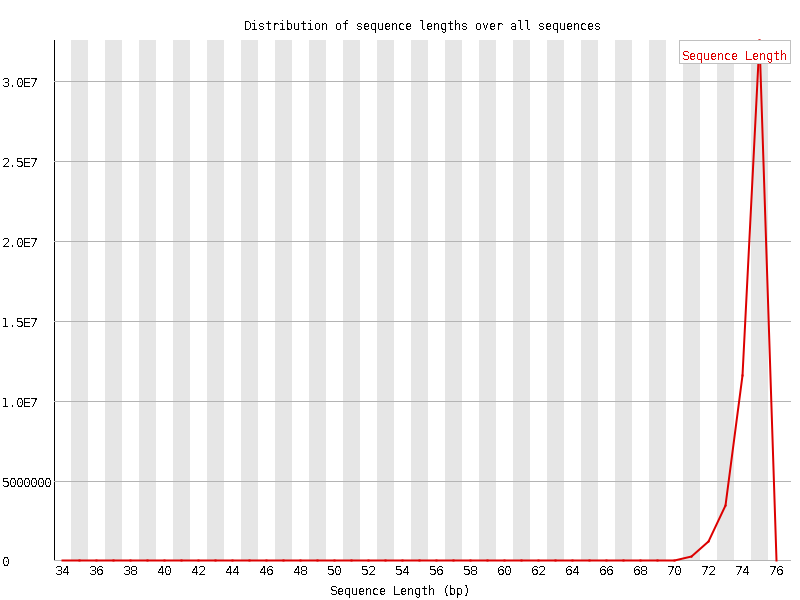 Distribution of sequence lengths over all sequences
Sequence Length
3.0E7
2.5E7
2.0E7
1.5E7
1.0E7
5000000
0
34 36 38 40 42 44 46 48 50 52 54 56 58 60 62 64 66 68 70 72 74 76
Sequence Length (bp)